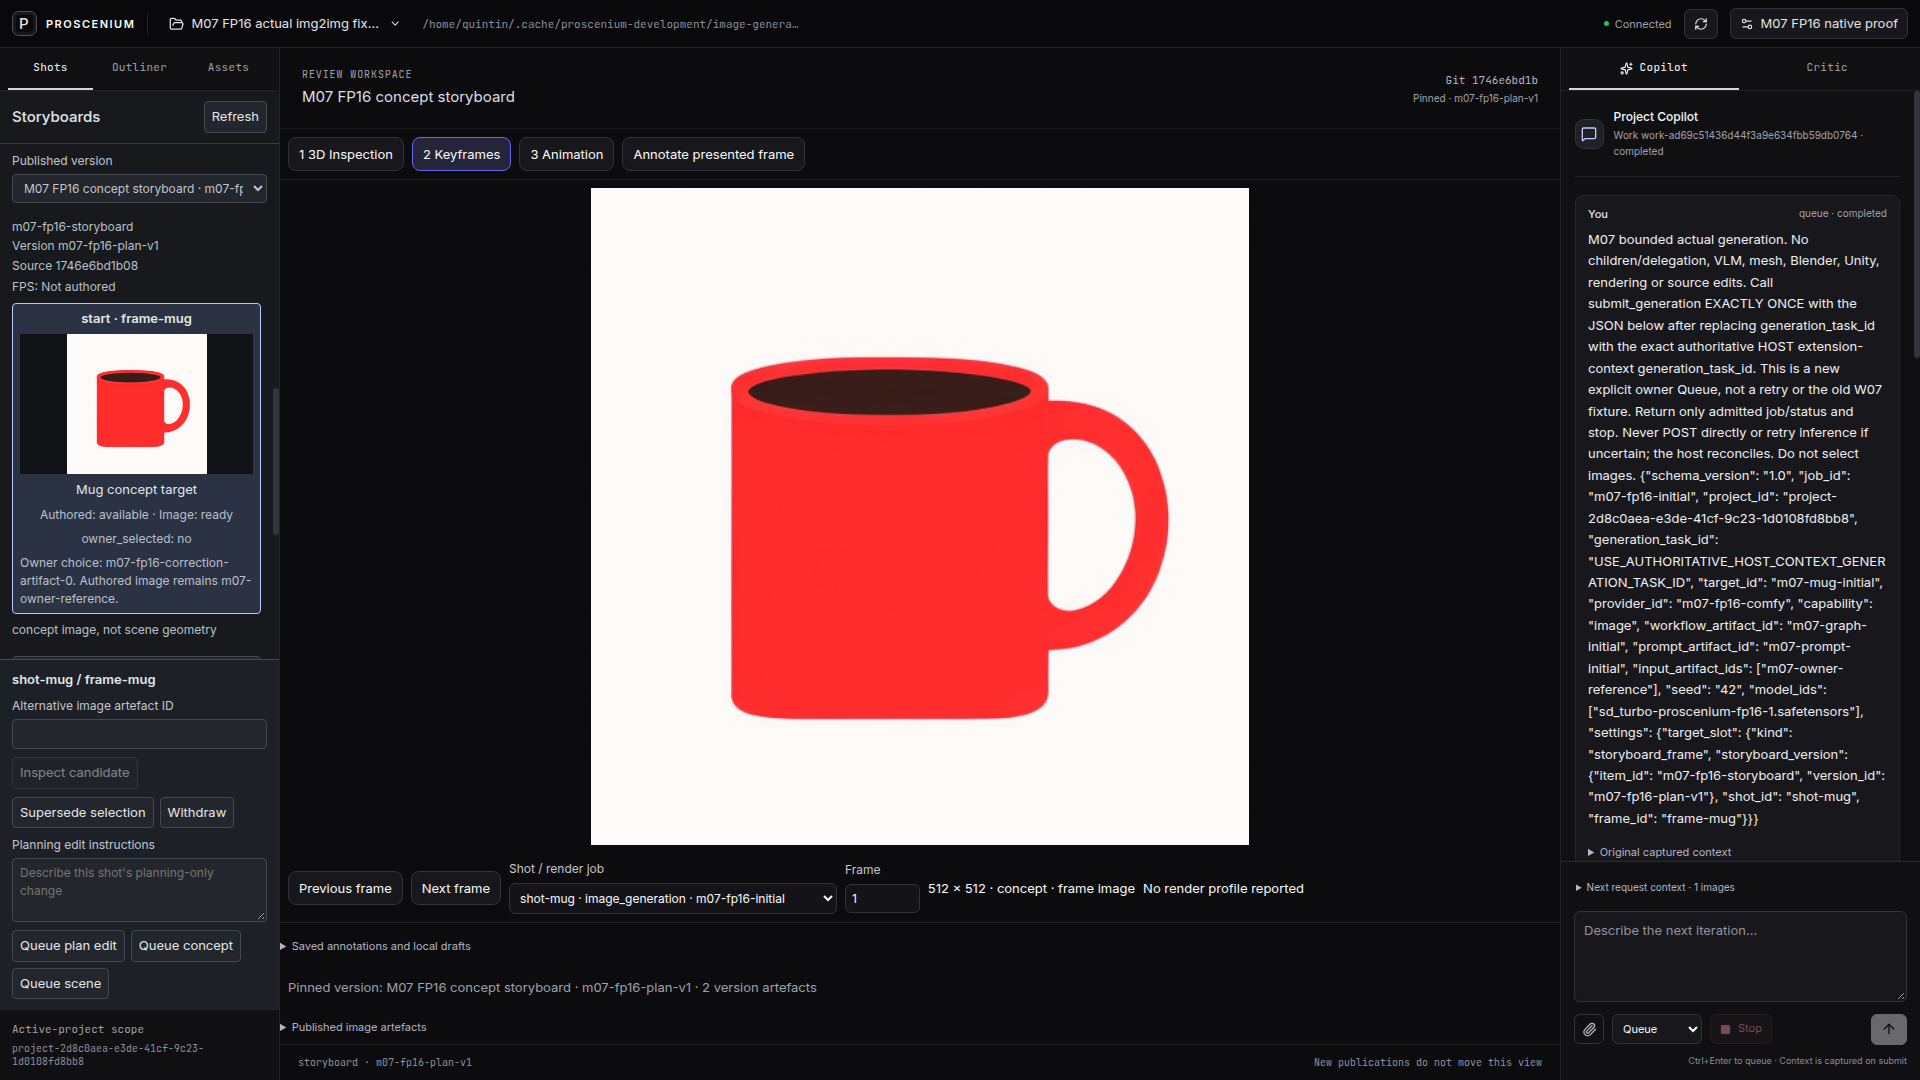 P PROSCENIUM
M07 FP16 actual img2img fix...
/home/quintin/.cache/proscenium-development/image-genera…
Connected
M07 FP16 native proof
Shots
Outliner
Assets
Storyboards
Refresh
Published version
M07 FP16 concept storyboard · m07-fp
m07-fp16-storyboard
Version m07-fp16-plan-v1
Source 1746e6bd1b08
FPS: Not authored
start · frame-mug
Mug concept target
Authored: available · Image: ready
owner_selected: no
Owner choice: m07-fp16-correction-
artifact-0. Authored image remains m07-
owner-reference.
concept image, not scene geometry
shot-mug / frame-mug
Alternative image artefact ID
Inspect candidate
Supersede selection
Withdraw
Planning edit instructions
Describe this shot's planning-only
change
Queue plan edit
Queue concept
Queue scene
Active-project scope
project-2d8c0aea-e3de-41cf-9c23-
1d0108fd8bb8
REVIEW WORKSPACE
M07 FP16 concept storyboard
Git 1746e6bd1b
Pinned · m07-fp16-plan-v1
1 3D Inspection
2 Keyframes
3 Animation
Annotate presented frame
Previous frame
Next frame
Shot / render job
shot-mug · image_generation · m07-fp16-initial
Frame
1
512 × 512 · concept · frame image
No render profile reported
Saved annotations and local drafts
Pinned version: M07 FP16 concept storyboard · m07-fp16-plan-v1 · 2 version artefacts
Published image artefacts
storyboard · m07-fp16-plan-v1
New publications do not move this view
Copilot
Critic
Project Copilot
Work work-ad69c51436d44f3a9e634fbb59db0764 ·
completed
You
queue · completed
M07 bounded actual generation. No
children/delegation, VLM, mesh, Blender, Unity,
rendering or source edits. Call
submit_generation EXACTLY ONCE with the
JSON below after replacing generation_task_id
with the exact authoritative HOST extension-
context generation_task_id. This is a new
explicit owner Queue, not a retry or the old W07
fixture. Return only admitted job/status and
stop. Never POST directly or retry inference if
uncertain; the host reconciles. Do not select
images. {"schema_version": "1.0", "job_id":
"m07-fp16-initial", "project_id": "project-
2d8c0aea-e3de-41cf-9c23-1d0108fd8bb8",
"generation_task_id":
"USE_AUTHORITATIVE_HOST_CONTEXT_GENER
ATION_TASK_ID", "target_id": "m07-mug-initial",
"provider_id": "m07-fp16-comfy", "capability":
"image", "workflow_artifact_id": "m07-graph-
initial", "prompt_artifact_id": "m07-prompt-
initial", "input_artifact_ids": ["m07-owner-
reference"], "seed": "42", "model_ids":
["sd_turbo-proscenium-fp16-1.safetensors"],
"settings": {"target_slot": {"kind":
"storyboard_frame", "storyboard_version":
{"item_id": "m07-fp16-storyboard", "version_id":
"m07-fp16-plan-v1"}, "shot_id": "shot-mug",
"frame_id": "frame-mug"}}}
Original captured context
Next request context · 1 images
Describe the next iteration...
Queue
Stop
Ctrl+Enter to queue · Context is captured on submit